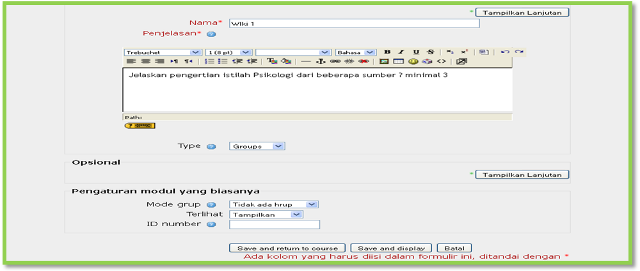 * Tampilkan Lanjutan
Nama* Wiki 1
Penjelasan*
Trebuchet 1 (8 pt) Bahasa B I U S
Jelaskan pengertian istilah Psikologi dari beberapa sumber ? minimal 3
Path:
Type Groups
Opsional
* Tampilkan Lanjutan
Pengaturan modul yang biasanya
Mode grup Tidak ada hrup
Terlihat Tampilkan
ID number
Save and return to course Save and display Batal
Ada kolom yang harus diisi dalam formulir ini, ditandai dengan *